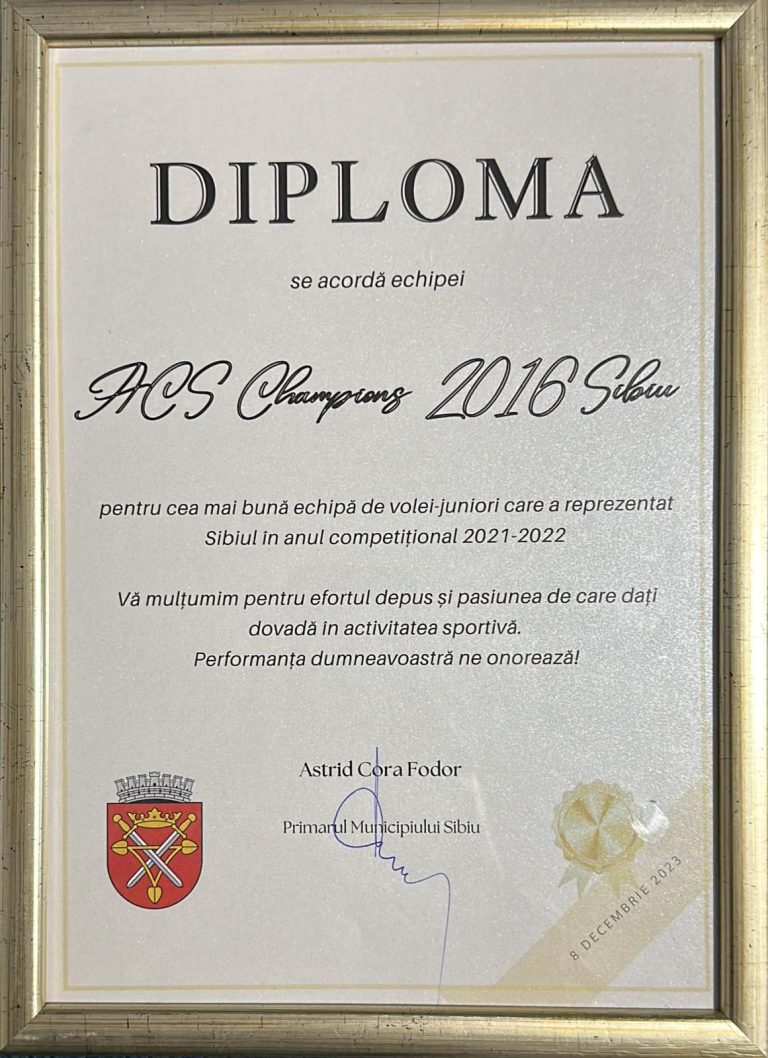 DIPLOMA
se acordă echipei
ACS Champions 2016 Sibiu
pentru cea mai bună echipă de volei-juniori care a reprezentat
Sibiul în anul competițional 2021-2022
Vă mulțumim pentru efortul depus și pasiunea de care dați
dovadă în activitatea sportivă.
Performanța dumneavoastră ne onorează!
Astrid Cora Fodor
Primarul Municipiului Sibiu
8 DECEMBRIE 2023